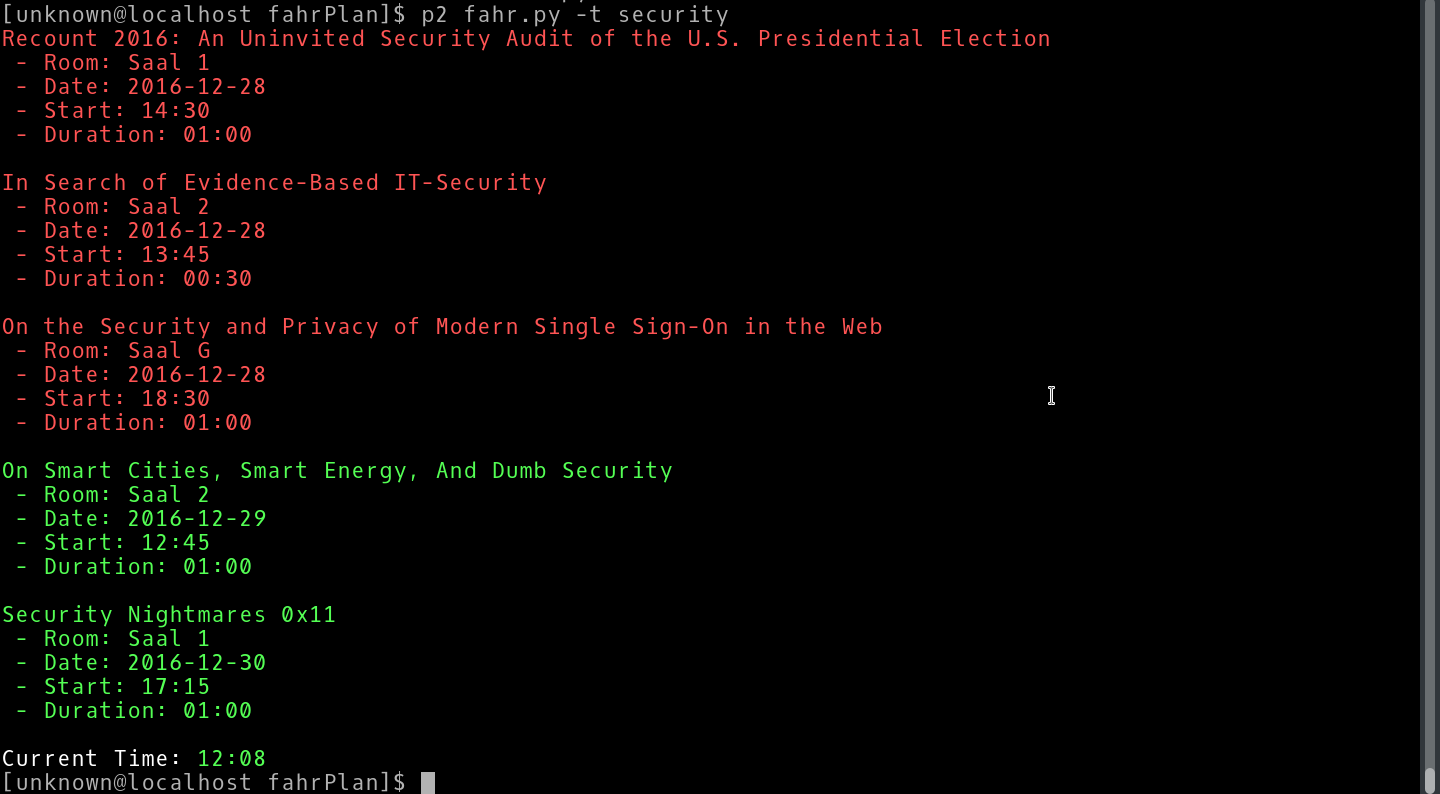 [unknown@localhost fahrPlan]$ p2 fahr.py -t security
Recount 2016: An Uninvited Security Audit of the U.S. Presidential Election
 - Room: Saal 1
 - Date: 2016-12-28
 - Start: 14:30
 - Duration: 01:00

In Search of Evidence-Based IT-Security
 - Room: Saal 2
 - Date: 2016-12-28
 - Start: 13:45
 - Duration: 00:30

On the Security and Privacy of Modern Single Sign-On in the Web
 - Room: Saal G
 - Date: 2016-12-28
 - Start: 18:30
 - Duration: 01:00

On Smart Cities, Smart Energy, And Dumb Security
 - Room: Saal 2
 - Date: 2016-12-29
 - Start: 12:45
 - Duration: 01:00

Security Nightmares 0x11
 - Room: Saal 1
 - Date: 2016-12-30
 - Start: 17:15
 - Duration: 01:00

Current Time: 12:08
[unknown@localhost fahrPlan]$